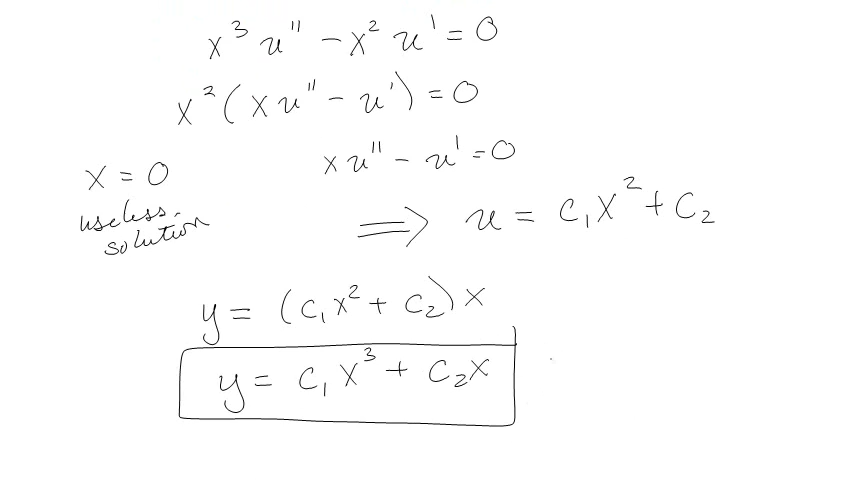 x³u'' − x²u' = 0
x²(xu'' − u') = 0
x = 0
useless solution
xu'' − u' = 0
⟹ u = c₁x² + c₂
y = (c₁x² + c₂)x
y = c₁x³ + c₂x